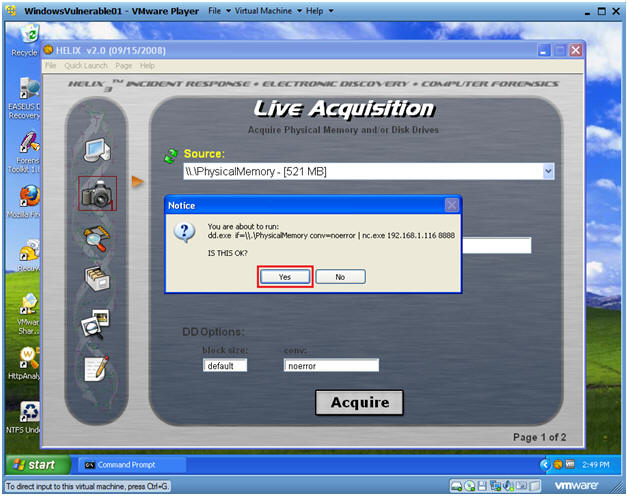 WindowsVulnerable01 - VMware Player File Virtual Machine Help
Recycle
HELIX v2.0 (09/15/2008)
File Quick Launch Page Help
HELIX 3™ INCIDENT RESPONSE • ELECTRONIC DISCOVERY • COMPUTER FORENSICS
Live Acquisition
Acquire Physical Memory and/or Disk Drives
EASEUS D
Recovery
Source:
\\.\PhysicalMemory - [521 MB]
Forens
Toolkit 1.
Mozilla Fir
Notice
You are about to run:
dd.exe if=\\.\PhysicalMemory conv=noerror | nc.exe 192.168.1.116 8888
IS THIS OK?
Yes No
VMwar
Shar...
DD Options:
block size: conv:
default noerror
HttpAnaly
Acquire
NTFS Und
Page 1 of 2
start Command Prompt 2:49 PM
To direct input to this virtual machine, press Ctrl+G.
vmware